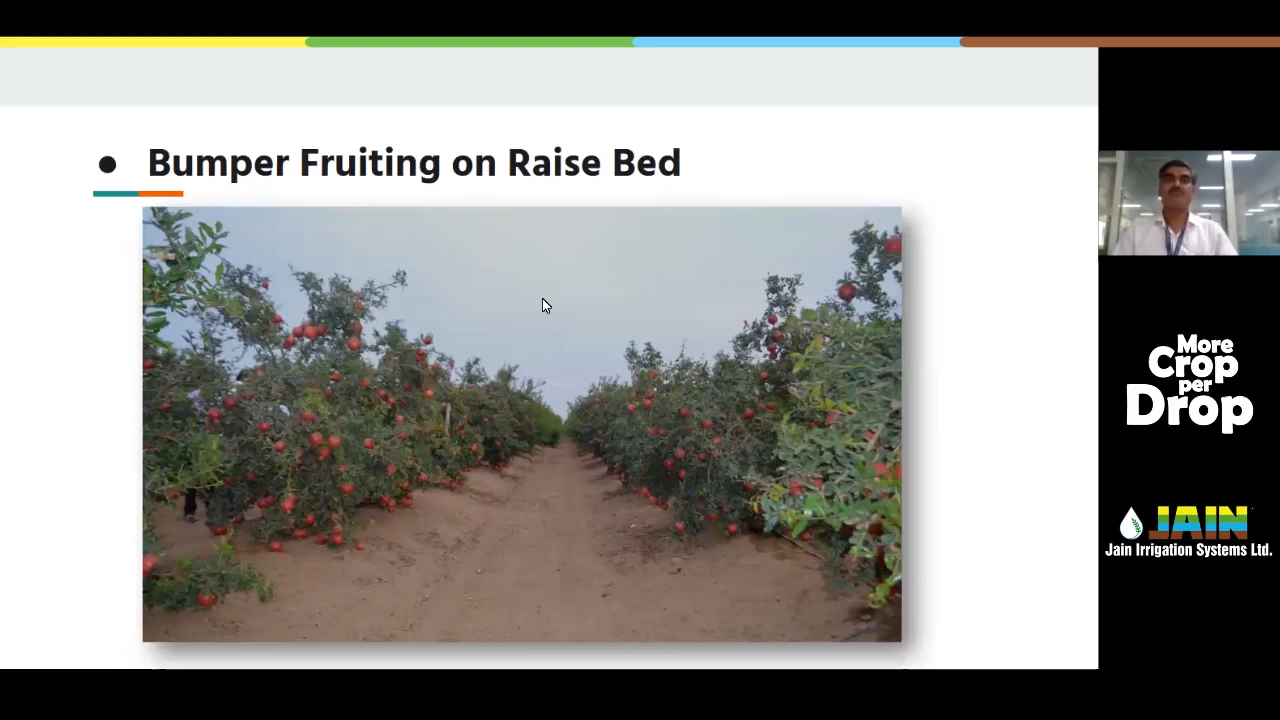 ● Bumper Fruiting on Raise Bed
More
Crop
per
Drop
JAIN
Jain Irrigation Systems Ltd.